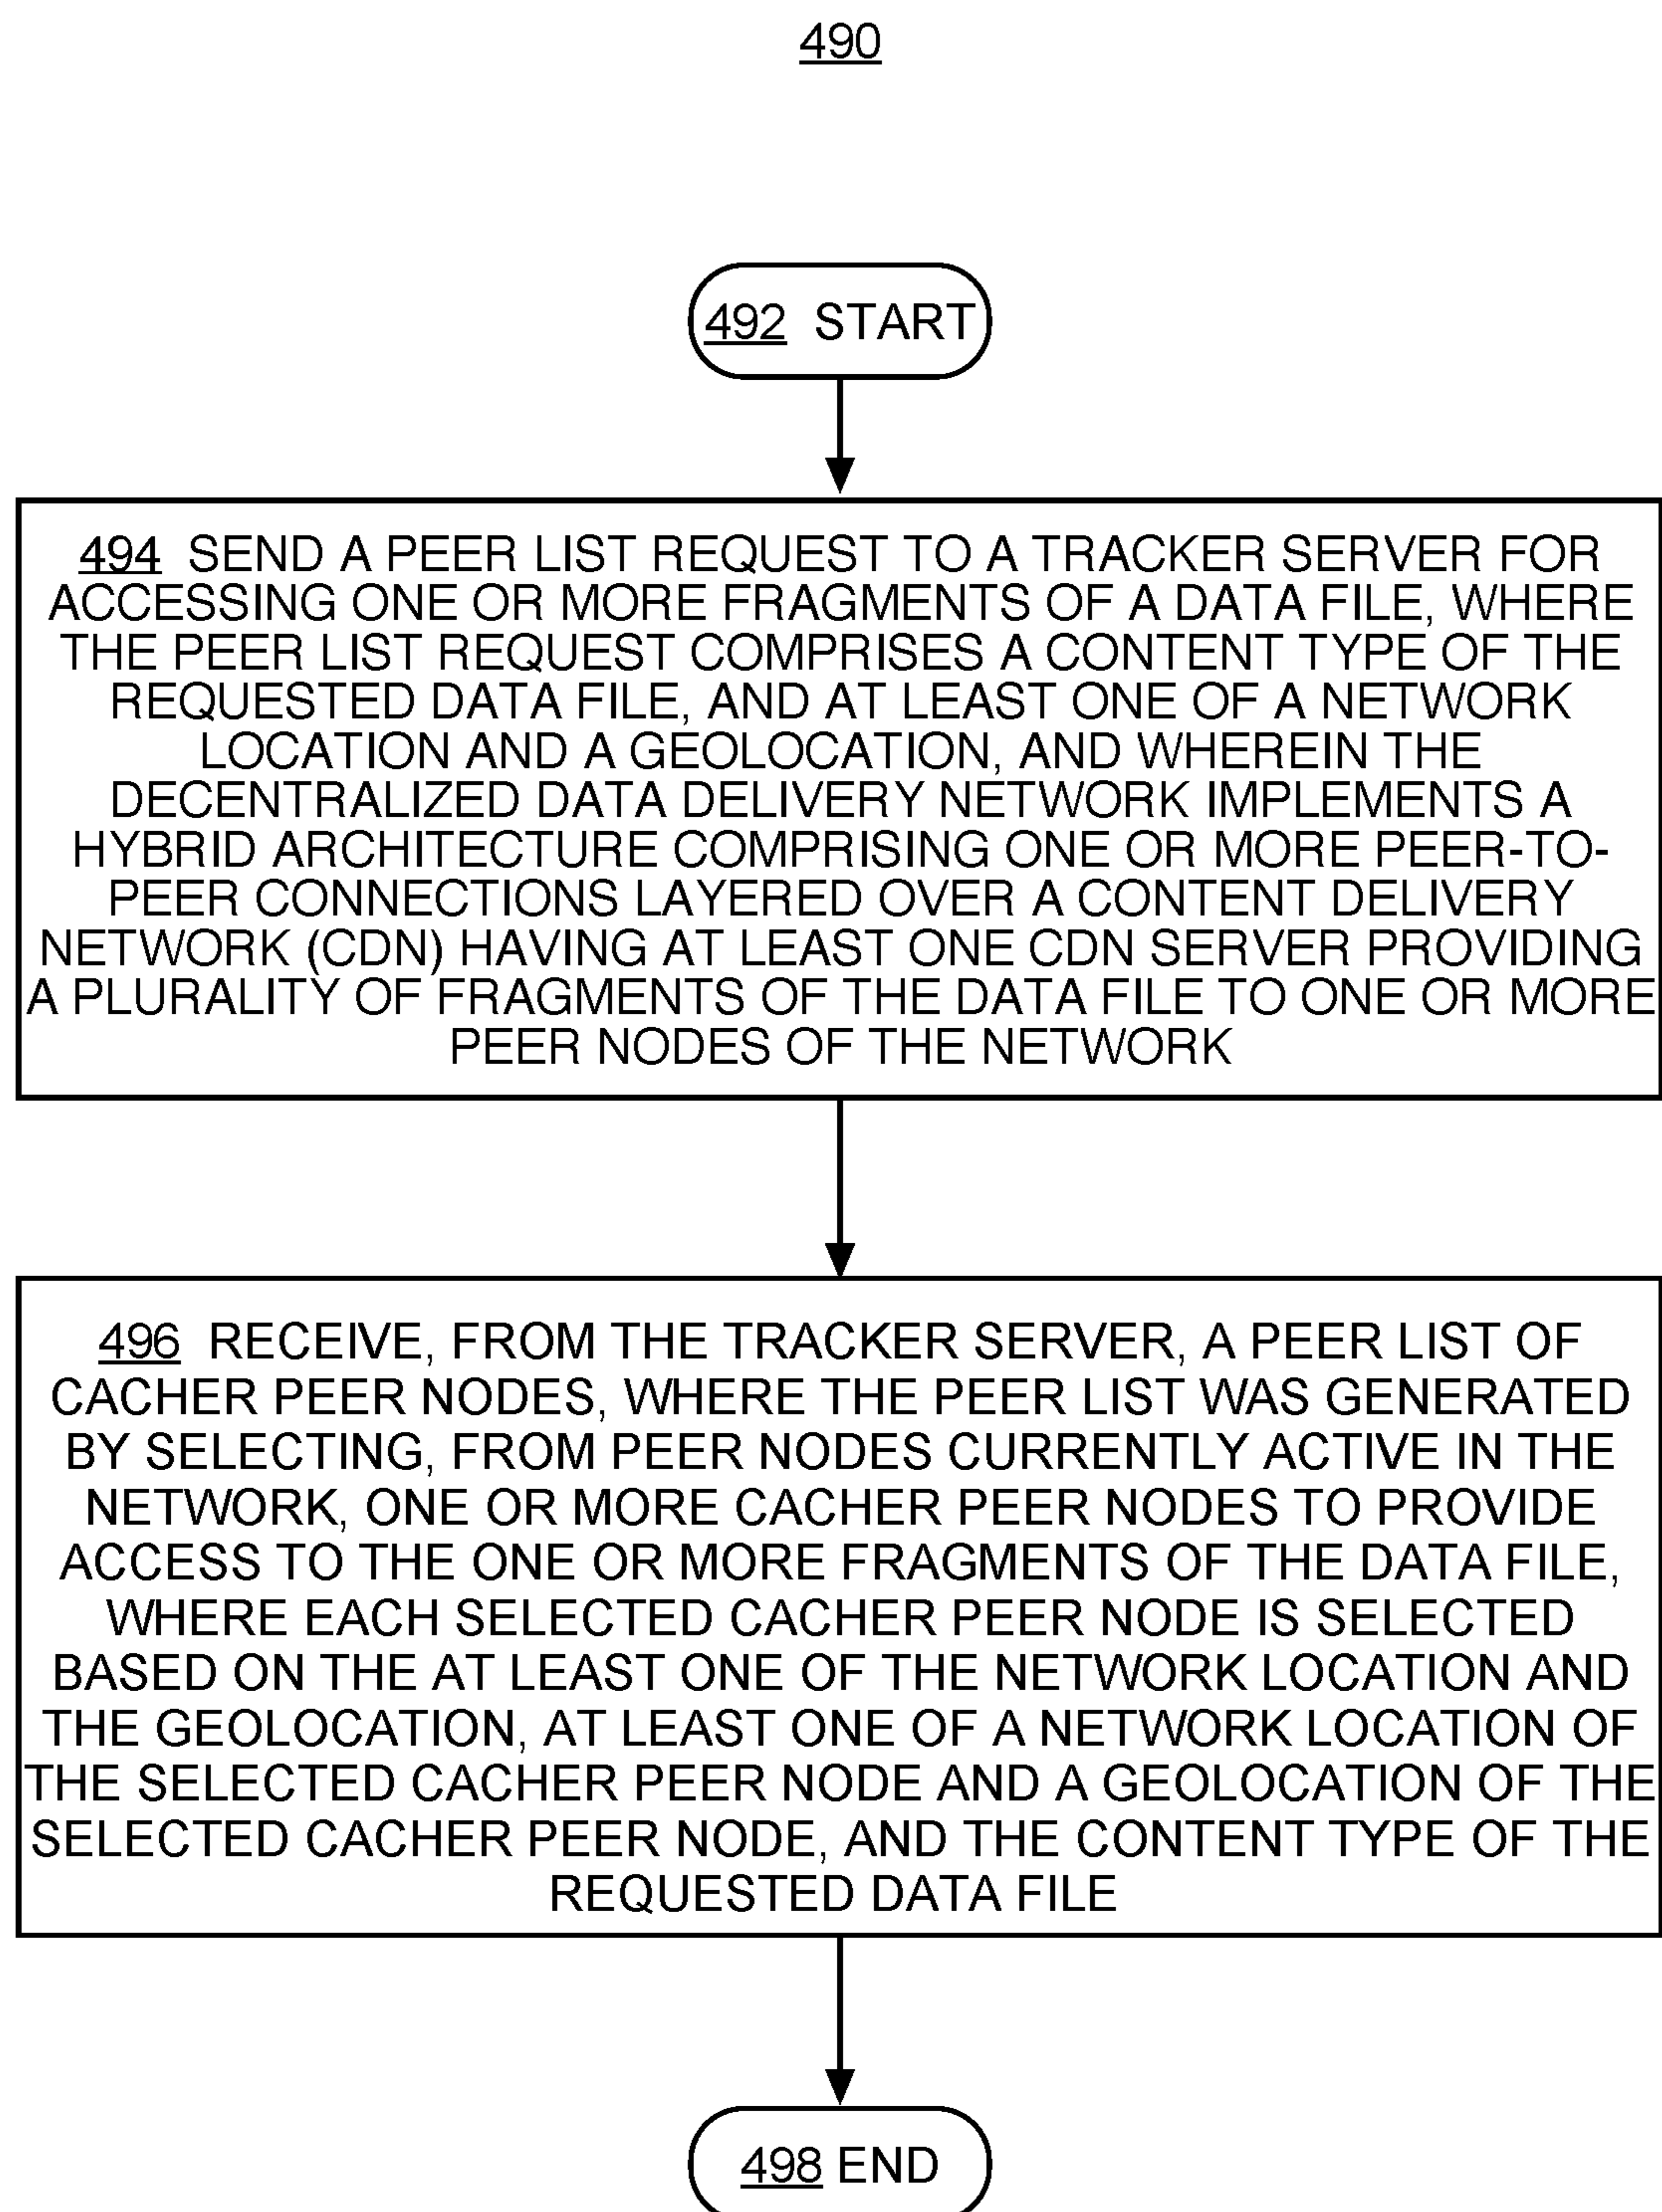 490
492 START
494 SEND A PEER LIST REQUEST TO A TRACKER SERVER FOR
ACCESSING ONE OR MORE FRAGMENTS OF A DATA FILE, WHERE
THE PEER LIST REQUEST COMPRISES A CONTENT TYPE OF THE
REQUESTED DATA FILE, AND AT LEAST ONE OF A NETWORK
LOCATION AND A GEOLOCATION, AND WHEREIN THE
DECENTRALIZED DATA DELIVERY NETWORK IMPLEMENTS A
HYBRID ARCHITECTURE COMPRISING ONE OR MORE PEER-TO-
PEER CONNECTIONS LAYERED OVER A CONTENT DELIVERY
NETWORK (CDN) HAVING AT LEAST ONE CDN SERVER PROVIDING
A PLURALITY OF FRAGMENTS OF THE DATA FILE TO ONE OR MORE
PEER NODES OF THE NETWORK
496 RECEIVE, FROM THE TRACKER SERVER, A PEER LIST OF
CACHER PEER NODES, WHERE THE PEER LIST WAS GENERATED
BY SELECTING, FROM PEER NODES CURRENTLY ACTIVE IN THE
NETWORK, ONE OR MORE CACHER PEER NODES TO PROVIDE
ACCESS TO THE ONE OR MORE FRAGMENTS OF THE DATA FILE,
WHERE EACH SELECTED CACHER PEER NODE IS SELECTED
BASED ON THE AT LEAST ONE OF THE NETWORK LOCATION AND
THE GEOLOCATION, AT LEAST ONE OF A NETWORK LOCATION OF
THE SELECTED CACHER PEER NODE AND A GEOLOCATION OF THE
SELECTED CACHER PEER NODE, AND THE CONTENT TYPE OF THE
REQUESTED DATA FILE
498 END